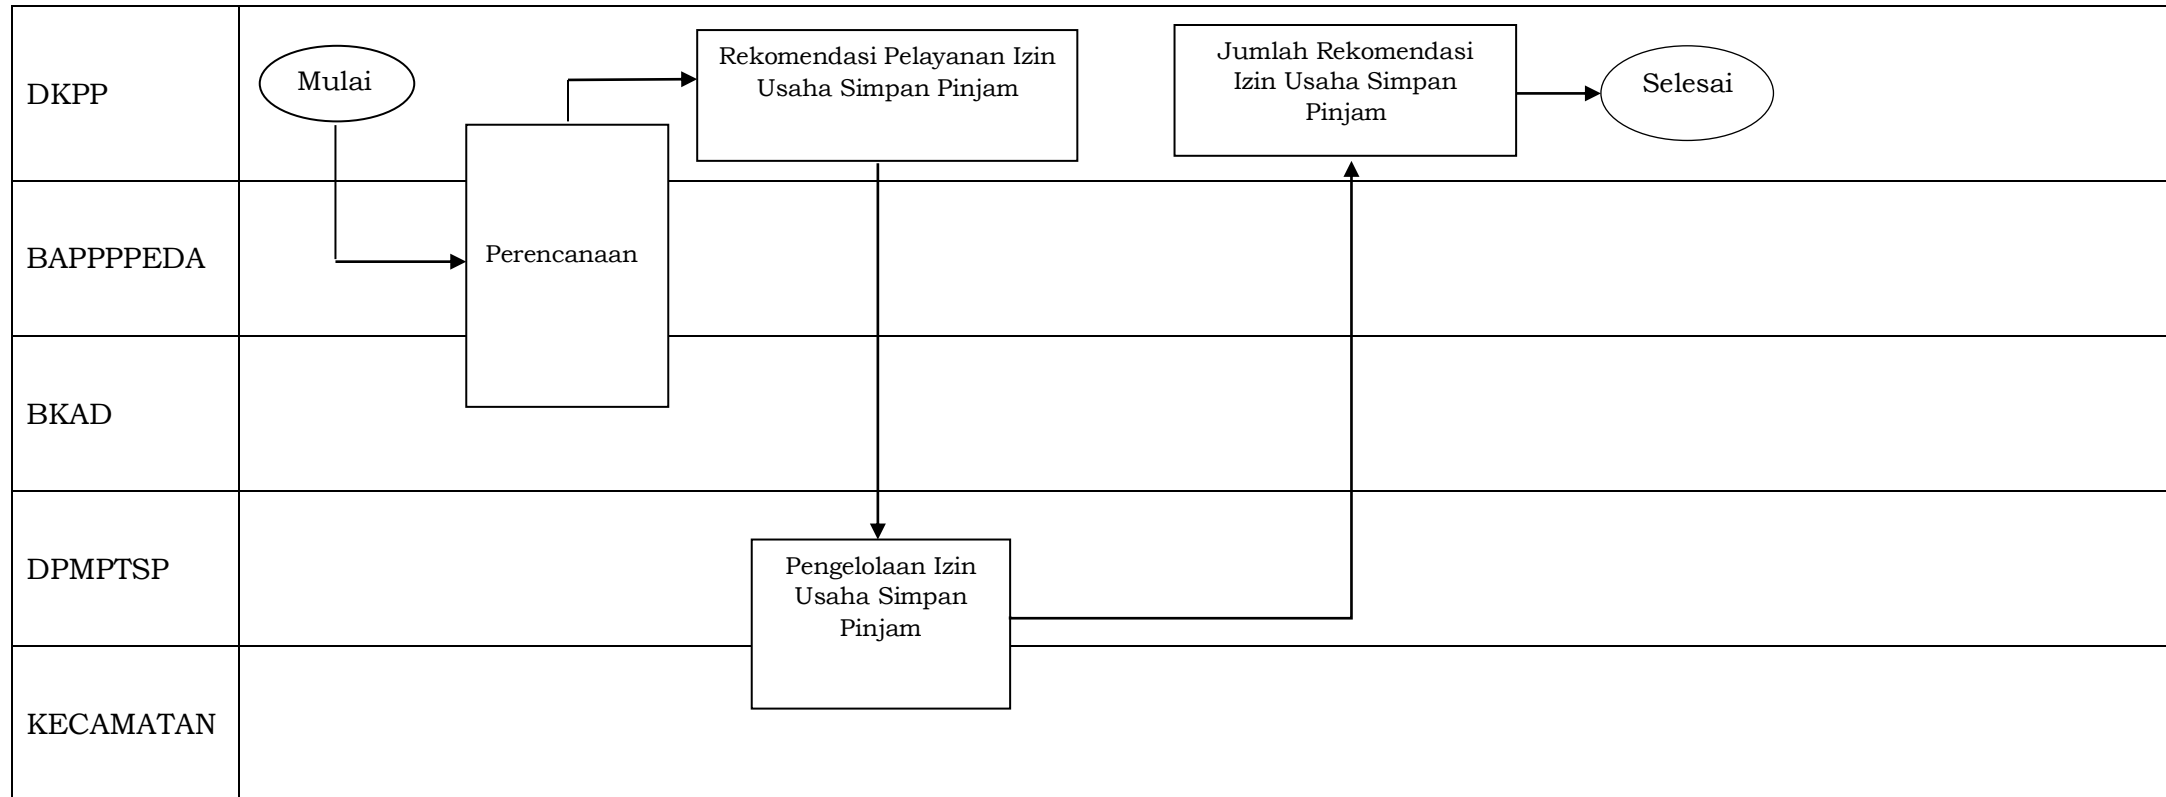 DKPP
Mulai
Rekomendasi Pelayanan Izin
Usaha Simpan Pinjam
Jumlah Rekomendasi
Izin Usaha Simpan
Pinjam
Selesai
BAPPPPEDA
Perencanaan
BKAD
DPMPTSP
Pengelolaan Izin
Usaha Simpan
Pinjam
KECAMATAN